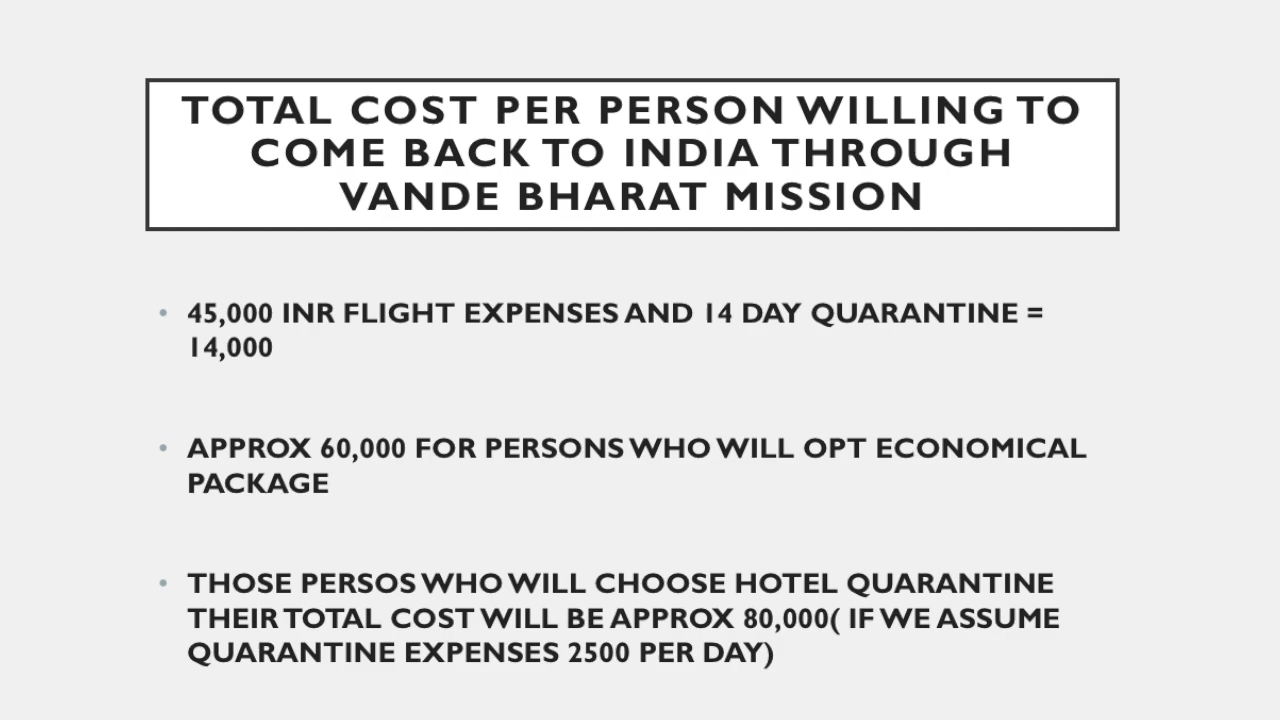 TOTAL COST PER PERSON WILLING TO
COME BACK TO INDIA THROUGH
VANDE BHARAT MISSION
• 45,000 INR FLIGHT EXPENSES AND 14 DAY QUARANTINE =
14,000
• APPROX 60,000 FOR PERSONS WHO WILL OPT ECONOMICAL
PACKAGE
• THOSE PERSOS WHO WILL CHOOSE HOTEL QUARANTINE
THEIR TOTAL COST WILL BE APPROX 80,000( IF WE ASSUME
QUARANTINE EXPENSES 2500 PER DAY)